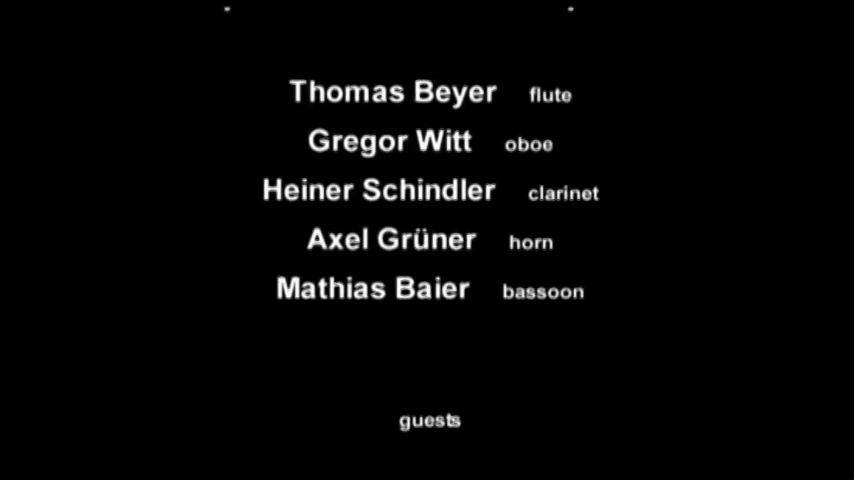 Thomas Beyer flute
Gregor Witt oboe
Heiner Schindler clarinet
Axel Grüner horn
Mathias Baier bassoon
guests